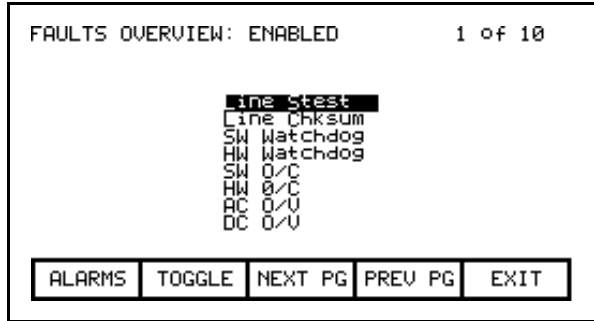 FAULTS OVERVIEW: ENABLED 1 of 10
Line Stest
Line Chksum
SW Watchdog
HW Watchdog
SW O/C
HW O/C
AC O/V
DC O/V
ALARMS TOGGLE NEXT PG PREV PG EXIT